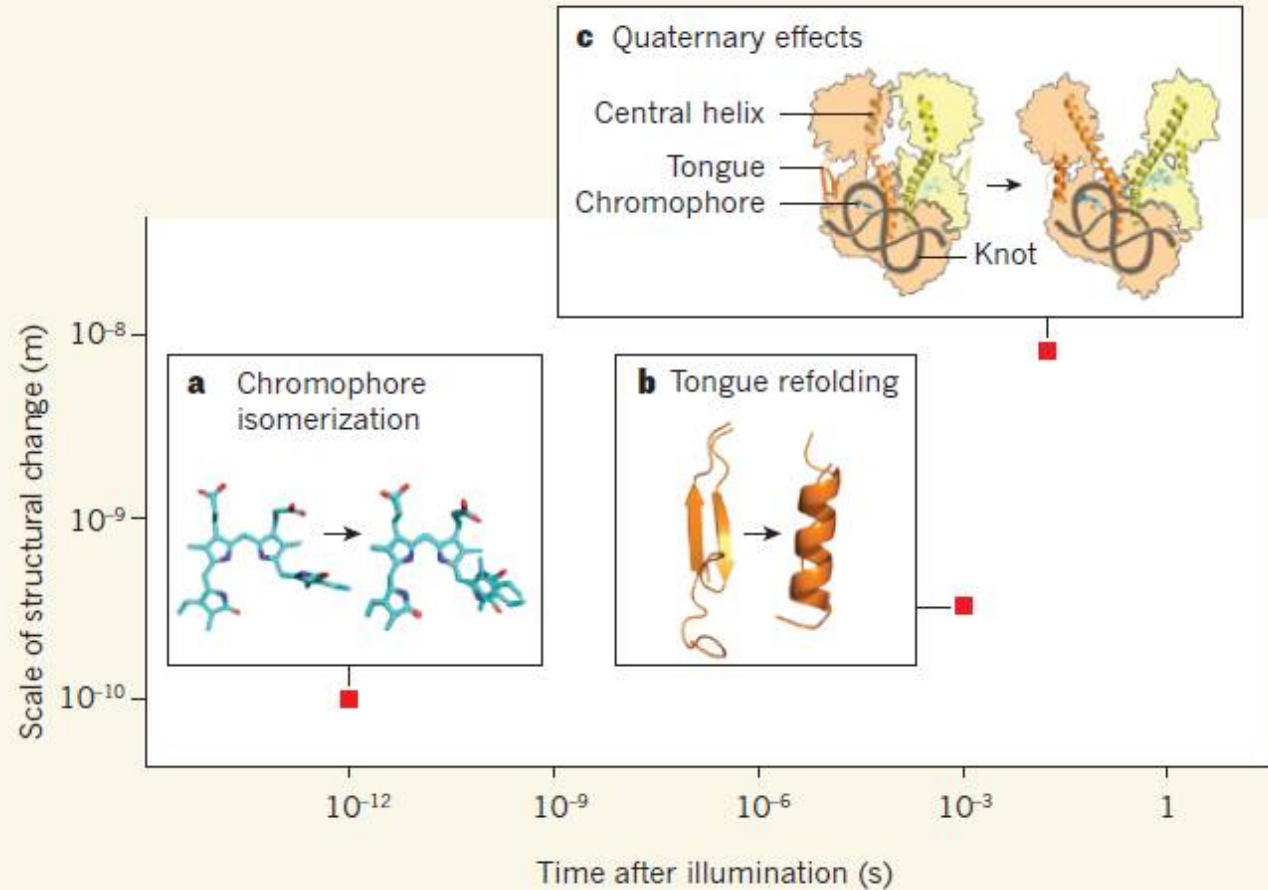 c Quaternary effects
Central helix
Tongue
Chromophore
Knot
Scale of structural change (m)
10⁻⁸
10⁻⁹
10⁻¹⁰
a Chromophore
isomerization
b Tongue refolding
10⁻¹²
10⁻⁹
10⁻⁶
10⁻³
1
Time after illumination (s)